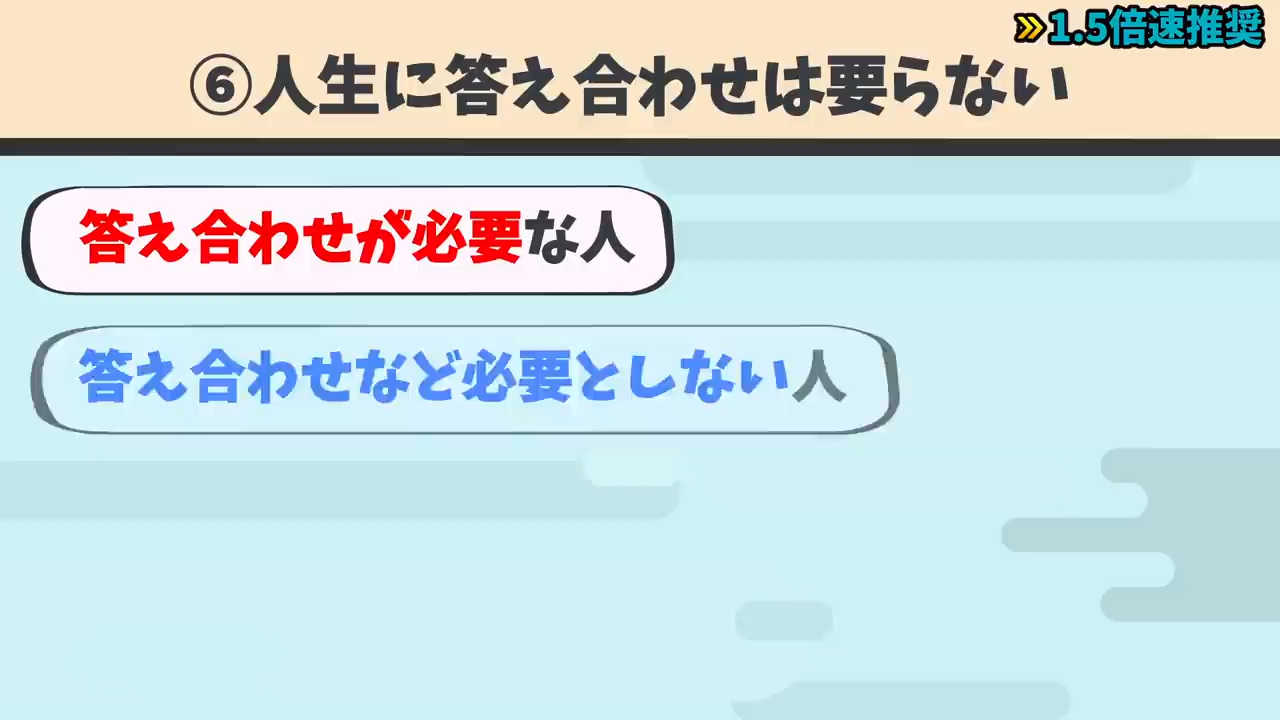 »1.5倍速推奨
⑥人生に答え合わせは要らない
答え合わせが必要な人
答え合わせなど必要としない人